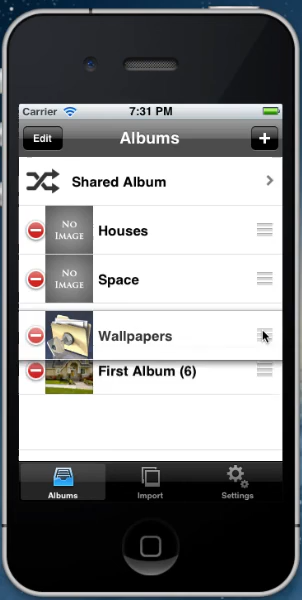 Carrier 7:31 PM
Edit Albums +
Shared Album
NO
IMAGE
Houses
NO
IMAGE
Space
Wallpapers
First Album (6)
Albums Import Settings